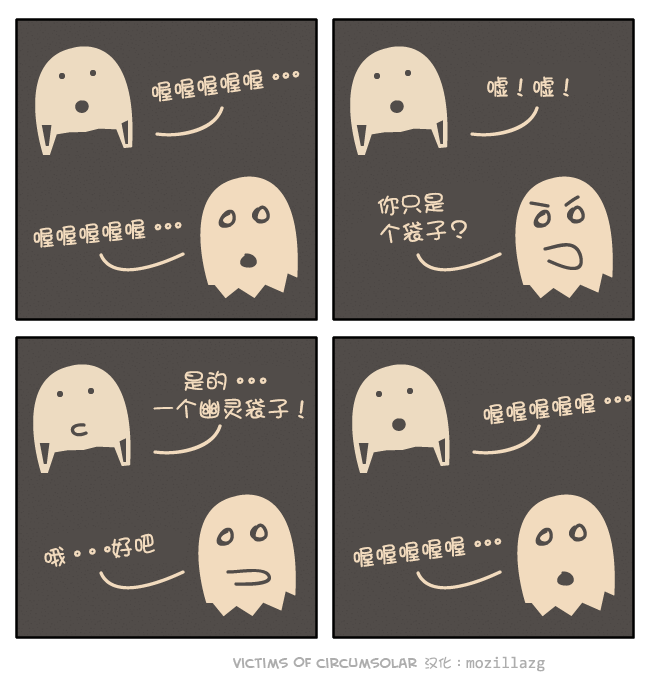 喔喔喔喔喔 •••
喔喔喔喔喔 •••
嘘！嘘！
你只是
个袋子？
是的 •••
一个幽灵袋子！
哦 • • •好吧
喔喔喔喔喔 •••
喔喔喔喔喔 •••
VICTIMS OF CIRCUMSOLAR 汉化：mozillazg